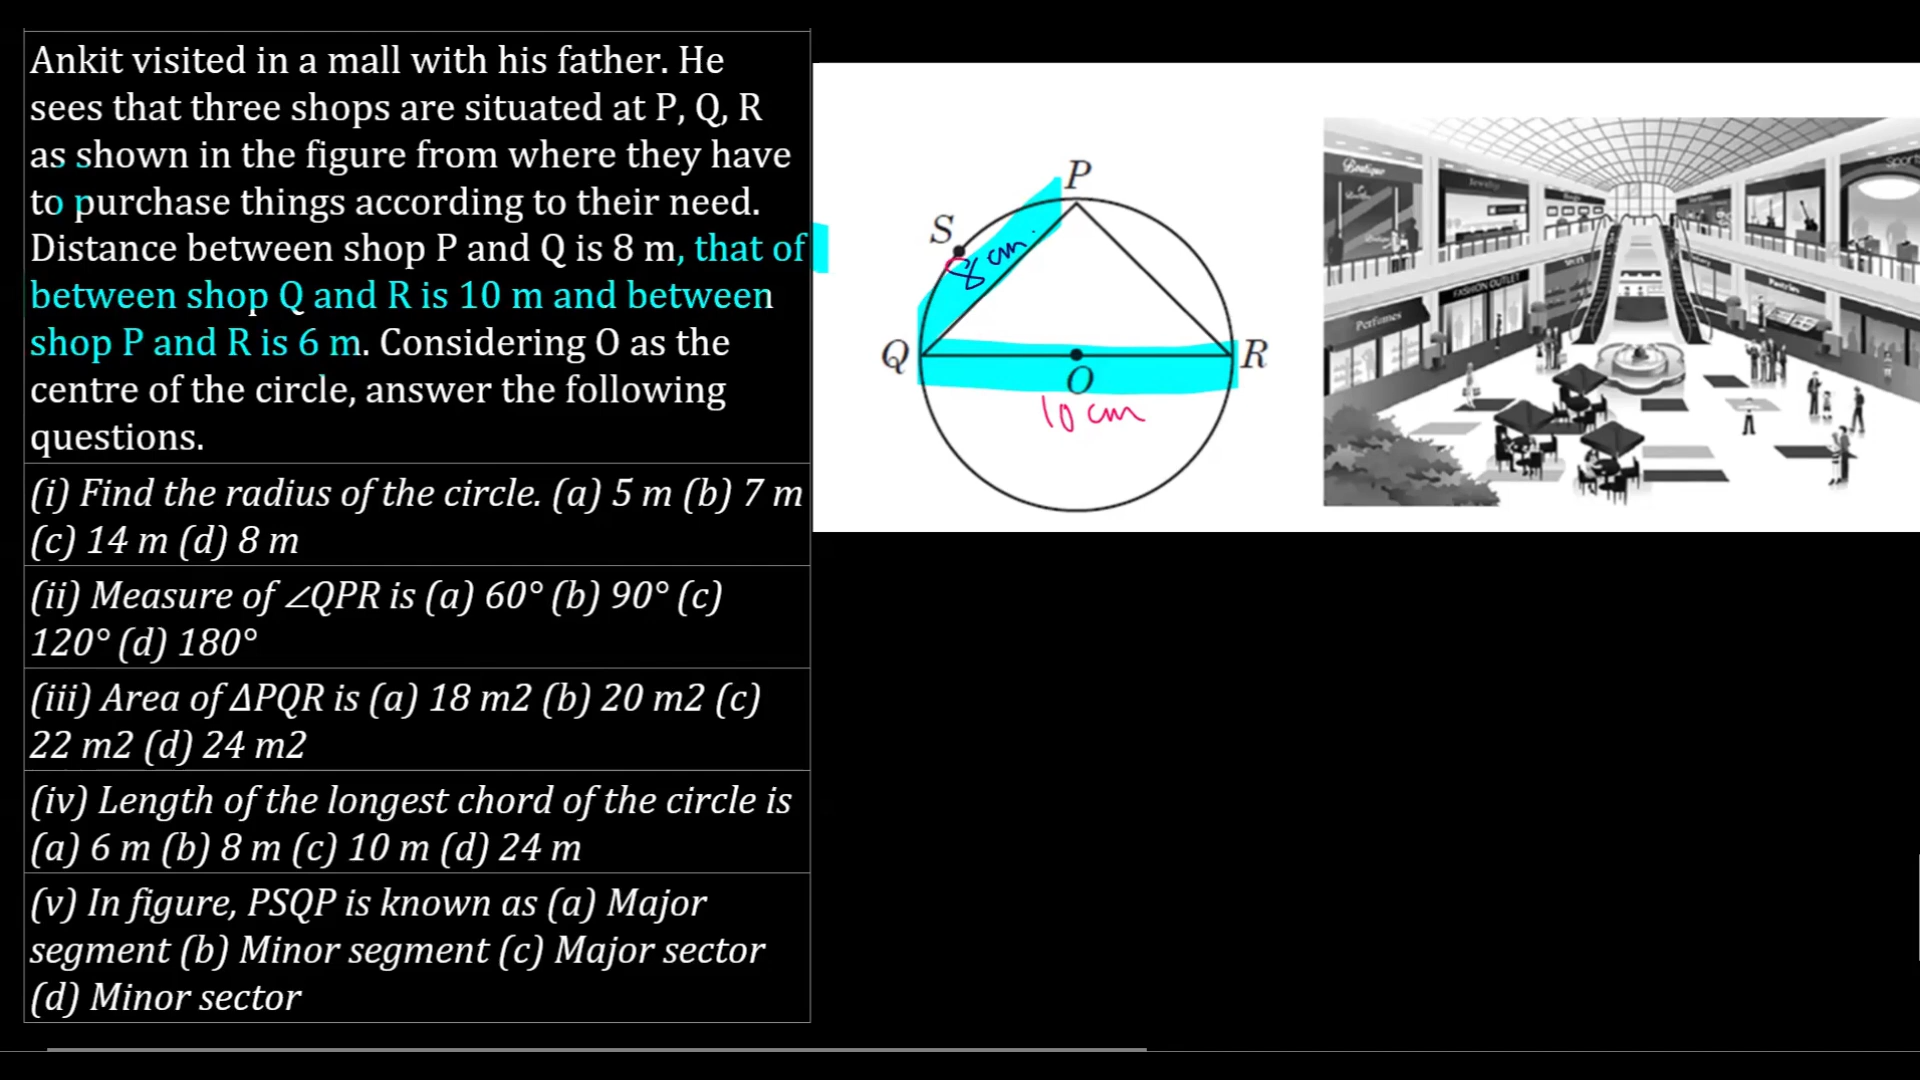 Ankit visited in a mall with his father. He
sees that three shops are situated at P, Q, R
as shown in the figure from where they have
to purchase things according to their need.
Distance between shop P and Q is 8 m, that of
between shop Q and R is 10 m and between
shop P and R is 6 m. Considering O as the
centre of the circle, answer the following
questions.
(i) Find the radius of the circle. (a) 5 m (b) 7 m
(c) 14 m (d) 8 m
(ii) Measure of ∠QPR is (a) 60° (b) 90° (c)
120° (d) 180°
(iii) Area of ΔPQR is (a) 18 m2 (b) 20 m2 (c)
22 m2 (d) 24 m2
(iv) Length of the longest chord of the circle is
(a) 6 m (b) 8 m (c) 10 m (d) 24 m
(v) In figure, PSQP is known as (a) Major
segment (b) Minor segment (c) Major sector
(d) Minor sector
P
S
8 cm
Q
R
O
10 cm
Boutique
Sports
FASHION OUTLET
Perfumes
Pastries